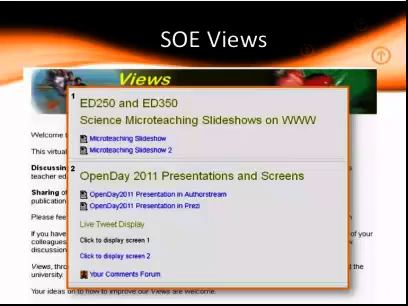 SOE Views
Views
1
ED250 and ED350
Science Microteaching Slideshows on WWW
Microteaching Slideshow
Microteaching Slideshow 2
2
OpenDay 2011 Presentations and Screens
OpenDay2011 Presentation in Authorstream
OpenDay2011 Presentation in Prezi
Live Tweet Display
Click to display screen 1
Click to display screen 2
Your Comments Forum
Welcome
This virtual
teacher ed
Sharing
publication
Please fee
If you have
of your
colleagues
discussion
Views, thro
the
university.
Your ideas on to how to improve our Views are welcome.